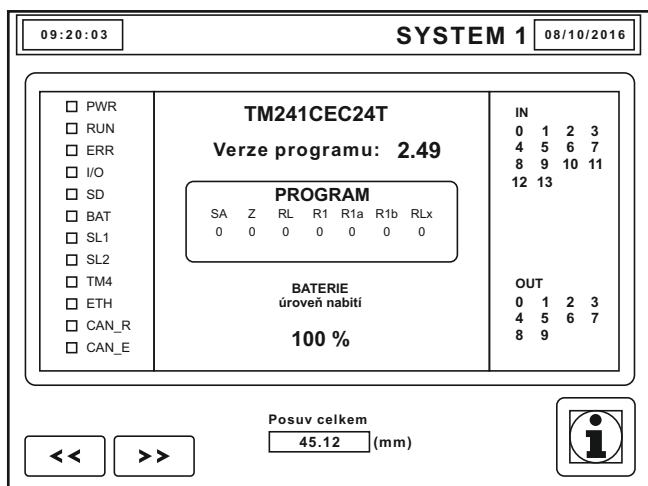 09:20:03
SYSTEM 1
08/10/2016
PWR
RUN
ERR
I/O
SD
BAT
SL1
SL2
TM4
ETH
CAN_R
CAN_E
TM241CEC24T
Verze programu: 2.49
PROGRAM
SA Z RL R1 R1a R1b RLx
0 0 0 0 0 0 0
BATERIE
úroveň nabití
100 %
IN
0 1 2 3
4 5 6 7
8 9 10 11
12 13
OUT
0 1 2 3
4 5 6 7
8 9
<< >>
Posuv celkem
45.12 (mm)
i